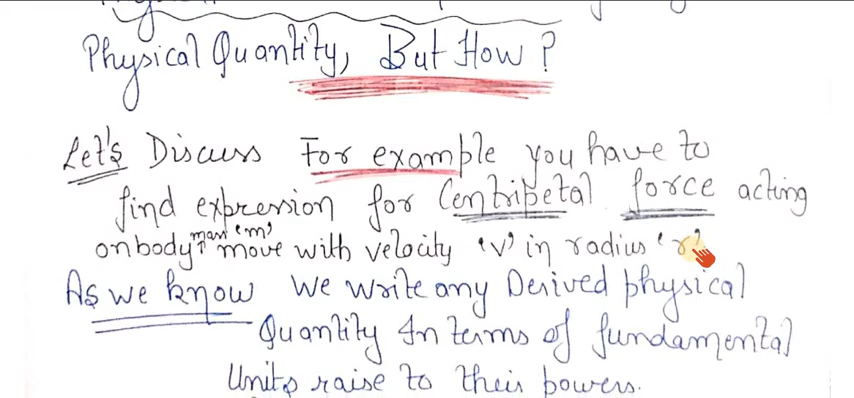 Physical Quantity, But How?
Let's Discuss For example you have to
find expression for Centripetal force acting
on body mass 'm' move with velocity 'v' in radius 'r'
As we know We write any Derived physical
Quantity In terms of fundamental
Units raise to their powers.